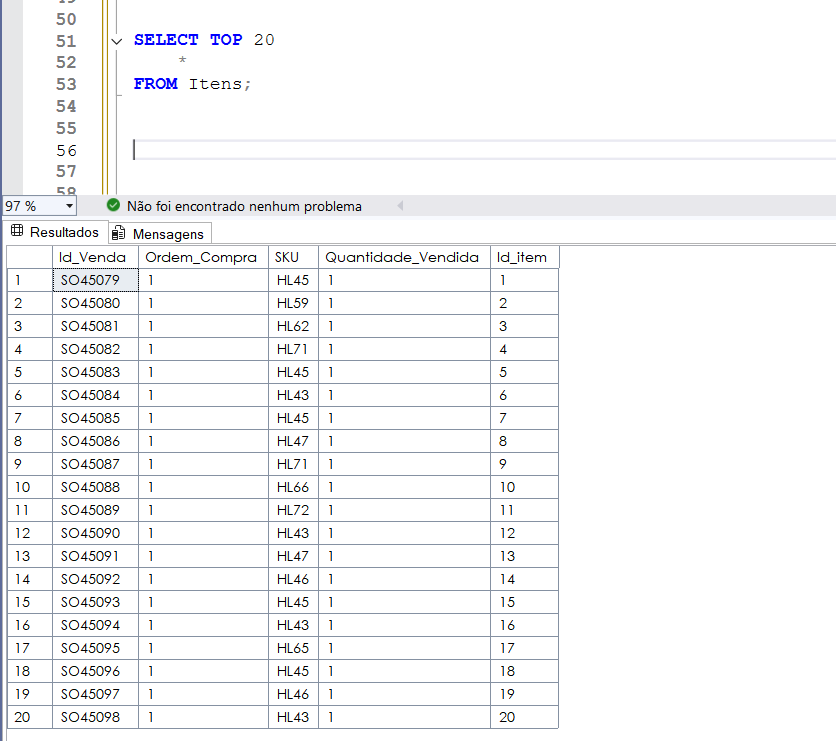 50
51 SELECT TOP 20
52 *
53 FROM Itens;
54
55
56
57
58
97 % Não foi encontrado nenhum problema
Resultados Mensagens
Id_Venda Ordem_Compra SKU Quantidade_Vendida Id_item
1 SO45079 1 HL45 1 1
2 SO45080 1 HL59 1 2
3 SO45081 1 HL62 1 3
4 SO45082 1 HL71 1 4
5 SO45083 1 HL45 1 5
6 SO45084 1 HL43 1 6
7 SO45085 1 HL45 1 7
8 SO45086 1 HL47 1 8
9 SO45087 1 HL71 1 9
10 SO45088 1 HL66 1 10
11 SO45089 1 HL72 1 11
12 SO45090 1 HL43 1 12
13 SO45091 1 HL47 1 13
14 SO45092 1 HL46 1 14
15 SO45093 1 HL45 1 15
16 SO45094 1 HL43 1 16
17 SO45095 1 HL65 1 17
18 SO45096 1 HL45 1 18
19 SO45097 1 HL46 1 19
20 SO45098 1 HL43 1 20